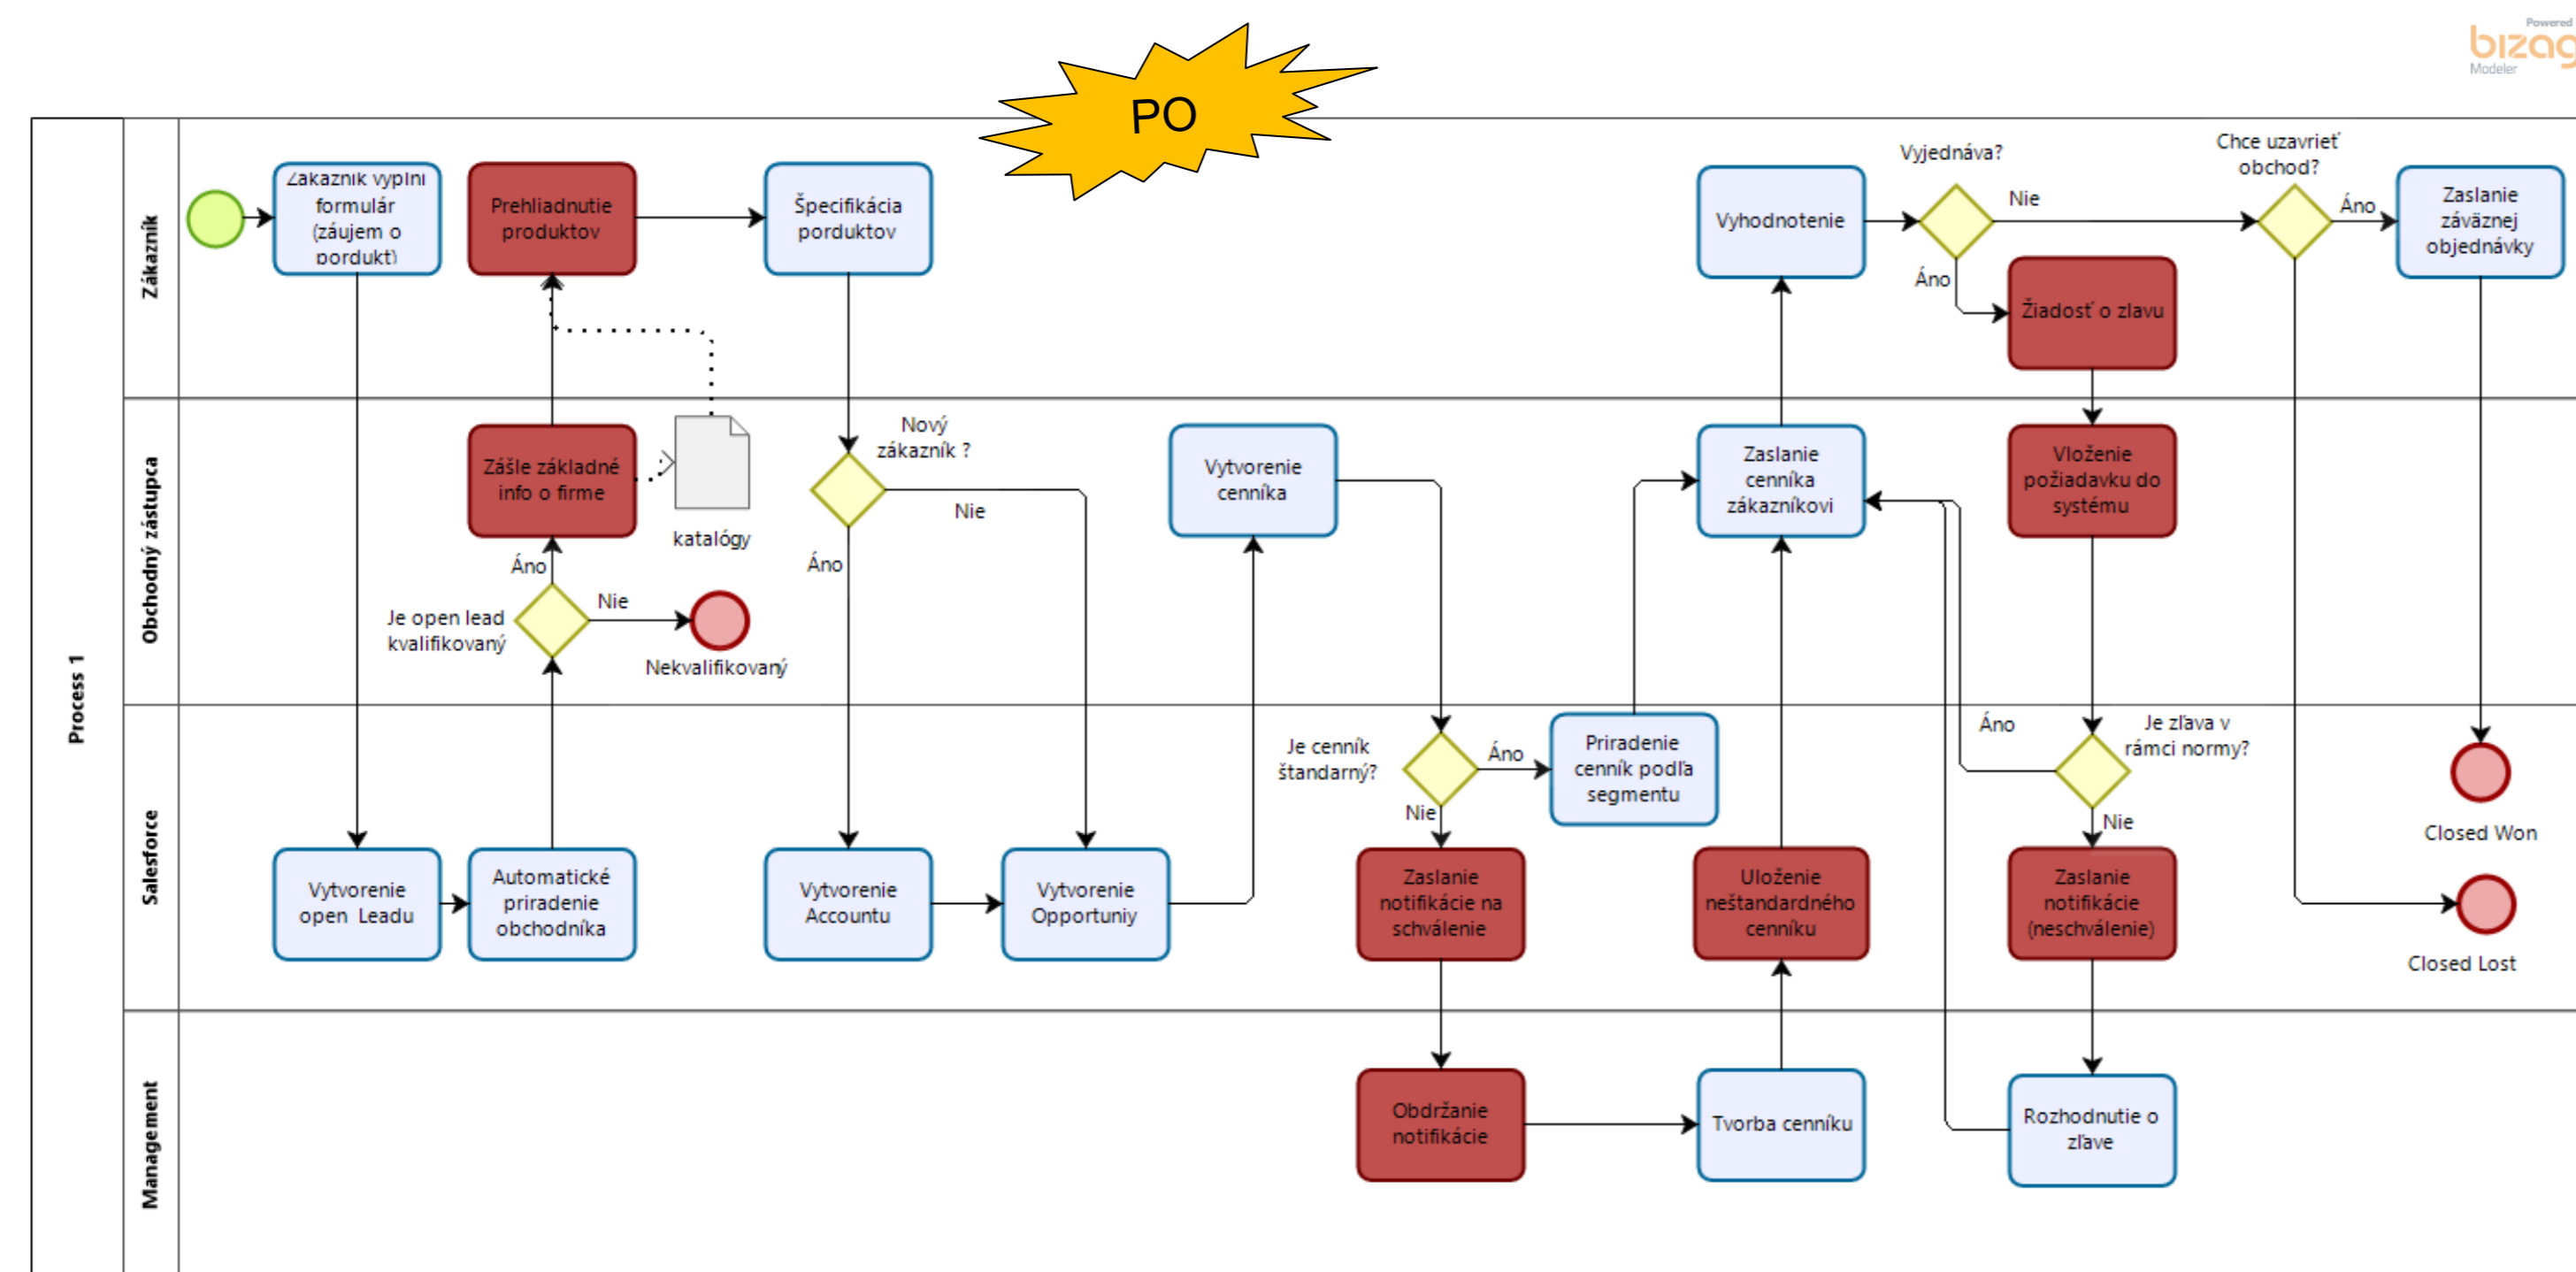 Powered
bizag
Modeler
PO
Process 1
Zákazník
Zákazník vyplní
formulár
(záujem o
pordukt)
Prehliadnutie
produktov
Špecifikácia
porduktov
Vyhodnotenie
Vyjednáva?
Nie
Áno
Žiadosť o zlavu
Chce uzavrieť
obchod?
Áno
Zaslanie
záväznej
objednávky
Obchodný zástupca
Zášle základné
info o firme
katalógy
Áno
Je open lead
kvalifikovaný
Nie
Nekvalifikovaný
Nový
zákazník ?
Nie
Áno
Vytvorenie
cenníka
Zaslanie
cenníka
zákazníkovi
Vloženie
požiadavku do
systému
Salesforce
Vytvorenie
open Leadu
Automatické
priradenie
obchodníka
Vytvorenie
Accountu
Vytvorenie
Opportuniy
Je cenník
štandarný?
Áno
Nie
Priradenie
cenník podľa
segmentu
Zaslanie
notifikácie na
schválenie
Uloženie
neštandardného
cenníku
Áno
Je zľava v
rámci normy?
Nie
Zaslanie
notifikácie
(neschválenie)
Closed Won
Closed Lost
Management
Obdržanie
notifikácie
Tvorba cenníku
Rozhodnutie o
zľave